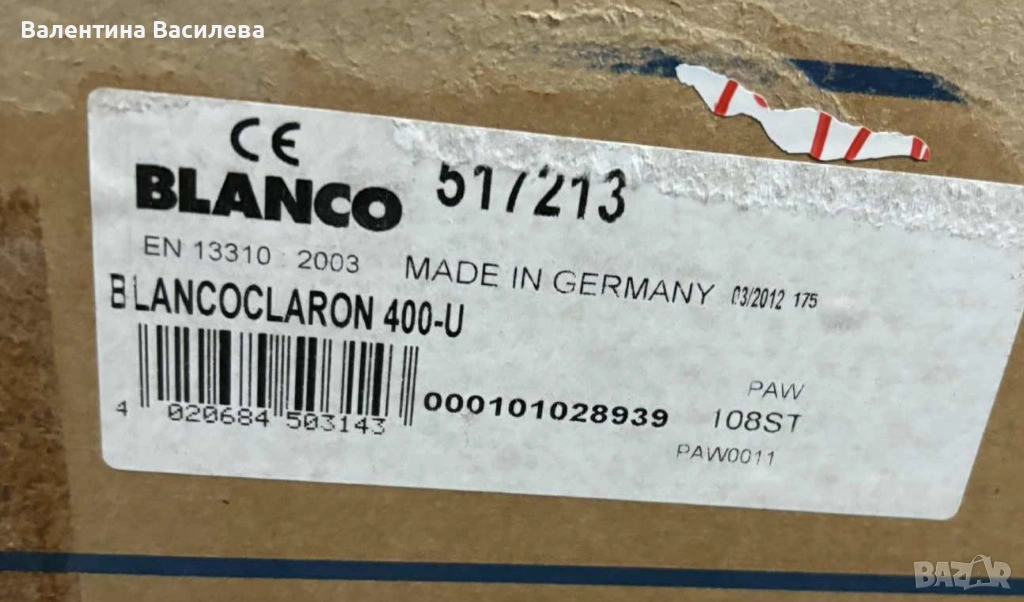 Валентина Василева
CE
BLANCO 517213
EN 13310 : 2003 MADE IN GERMANY 03/2012 175
BLANCOCLARON 400-U
4 020684 503143 000101028939
PAW
108ST
PAW0011
BAZAR